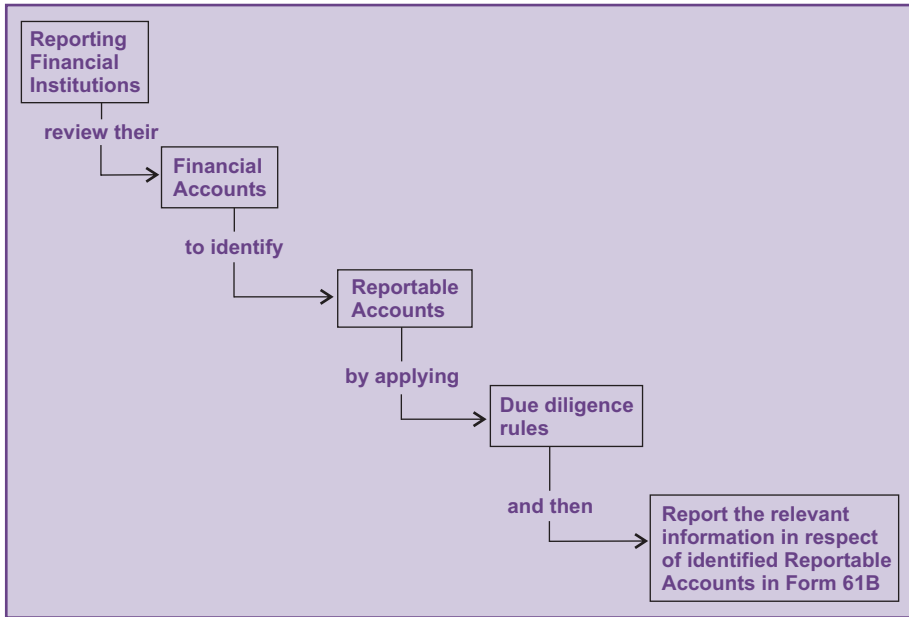 Reporting
Financial
Institutions
review their
Financial
Accounts
to identify
Reportable
Accounts
by applying
Due diligence
rules
and then
Report the relevant
information in respect
of identified Reportable
Accounts in Form 61B